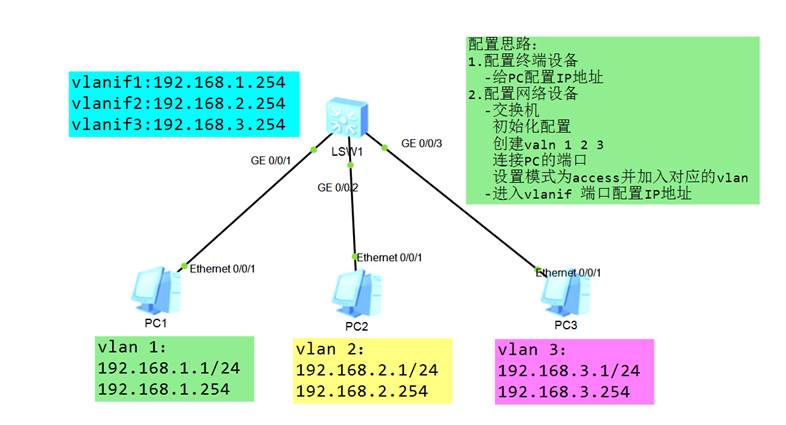 配置思路:
1.配置终端设备
-给PC配置IP地址
2.配置网络设备
-交换机
初始化配置
创建valn 1 2 3
连接PC的端口
设置模式为access并加入对应的vlan
-进入vlanif 端口配置IP地址
vlanif1:192.168.1.254
vlanif2:192.168.2.254
vlanif3:192.168.3.254
LSW1
GE 0/0/1
GE 0/0/2
GE 0/0/3
Ethernet 0/0/1
Ethernet 0/0/1
Ethernet 0/0/1
PC1
PC2
PC3
vlan 1:
192.168.1.1/24
192.168.1.254
vlan 2:
192.168.2.1/24
192.168.2.254
vlan 3:
192.168.3.1/24
192.168.3.254